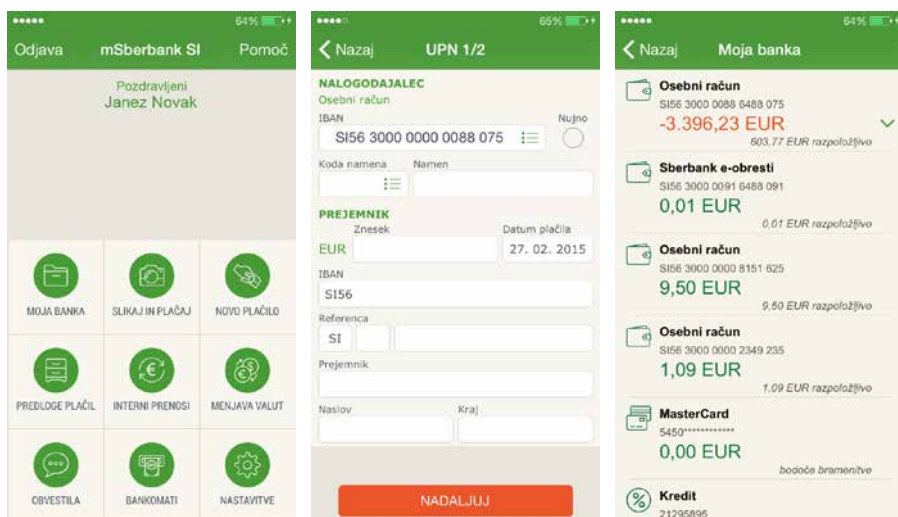 64%
Odjava mSberbank SI Pomoč
Pozdravljeni
Janez Novak
MOJA BANKA SLIKAJ IN PLAČAJ NOVO PLAČILO
PREDLOGE PLAČIL INTERNI PRENOSI MENJAVA VALUT
OBVESTILA BANKOMATI NASTAVITVE
65%
Nazaj UPN 1/2
NALOGODAJALEC
Osebni račun
IBAN Nujno
SI56 3000 0000 0088 075
Koda namena Namen
PREJEMNIK
Znesek Datum plačila
EUR 27. 02. 2015
IBAN
SI56
Referenca
SI
Prejemnik
Naslov Kraj
NADALJUJ
64%
Nazaj Moja banka
Osebni račun
SI56 3000 0088 6488 075
-3.396,23 EUR
603,77 EUR razpoložljivo
Sberbank e-obresti
SI56 3000 0091 6488 091
0,01 EUR
0,01 EUR razpoložljivo
Osebni račun
SI56 3000 0000 8151 625
9,50 EUR
9,50 EUR razpoložljivo
Osebni račun
SI56 3000 0000 2349 235
1,09 EUR
1,09 EUR razpoložljivo
MasterCard
5450************
0,00 EUR
bodoča bremenitve
Kredit
21295895